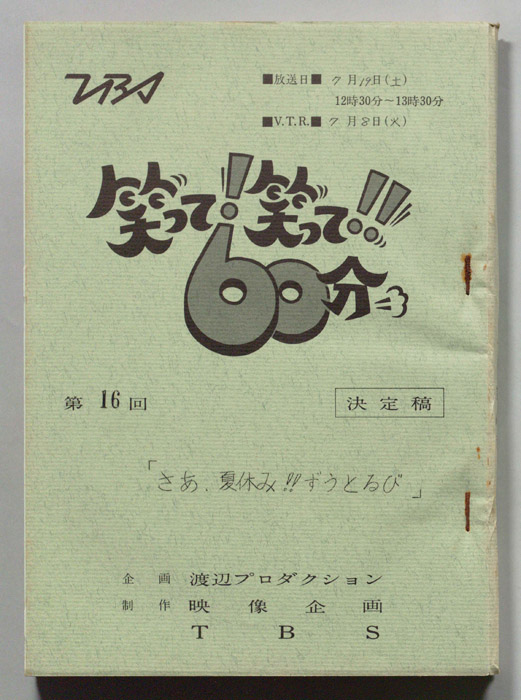 TBS
■放送日■ 7月19日(土)
12時30分～13時30分
■V.T.R.■ 7月8日(火)
笑って!笑って!!
60分
第16回
決定稿
「さあ、夏休み!!ずうとるび」
企画 渡辺プロダクション
制作 映像企画
TBS